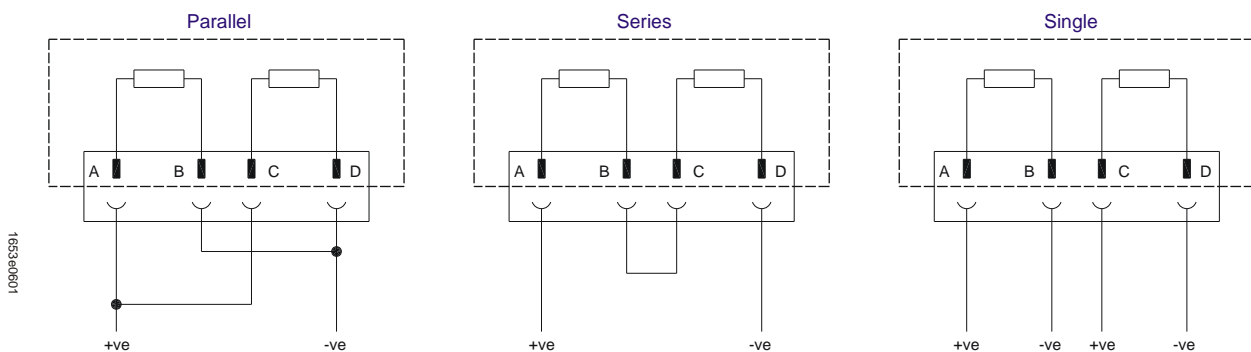 Parallel
Series
Single
A B C D
A B C D
A B C D
+ve -ve
+ve -ve
+ve -ve +ve -ve
1653e0601